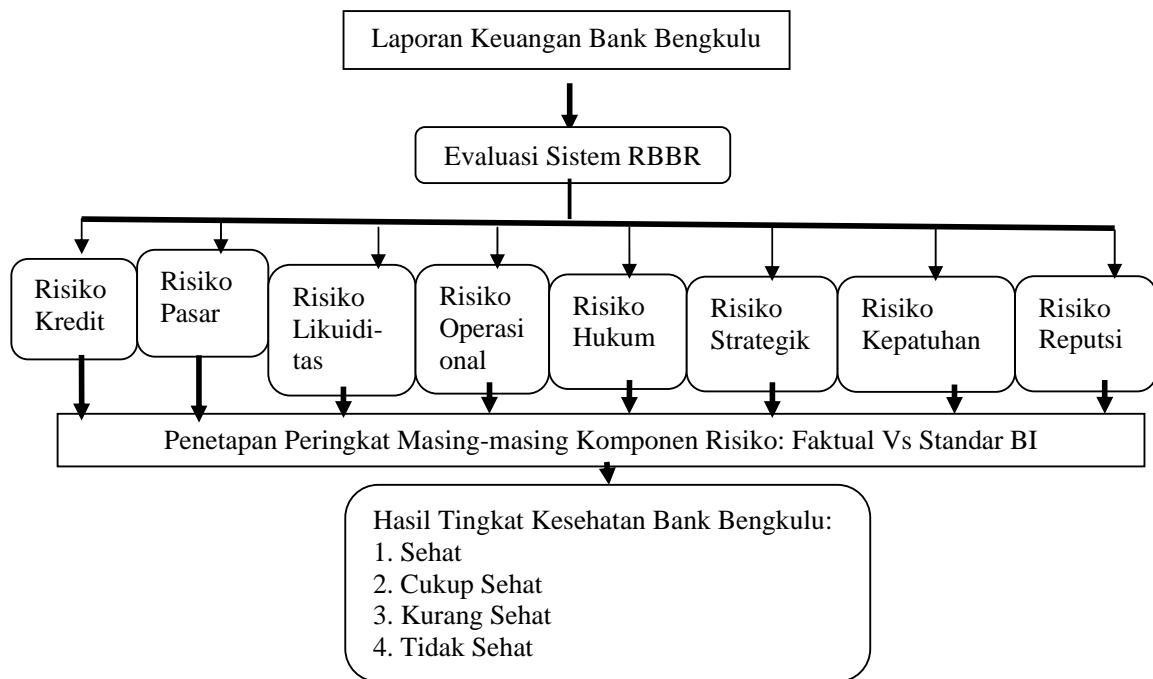 Laporan Keuangan Bank Bengkulu
Evaluasi Sistem RBBR
Risiko
Kredit
Risiko
Pasar
Risiko
Likuidi-
tas
Risiko
Operasi
onal
Risiko
Hukum
Risiko
Strategik
Risiko
Kepatuhan
Risiko
Reputsi
Penetapan Peringkat Masing-masing Komponen Risiko: Faktual Vs Standar BI
Hasil Tingkat Kesehatan Bank Bengkulu:
1. Sehat
2. Cukup Sehat
3. Kurang Sehat
4. Tidak Sehat